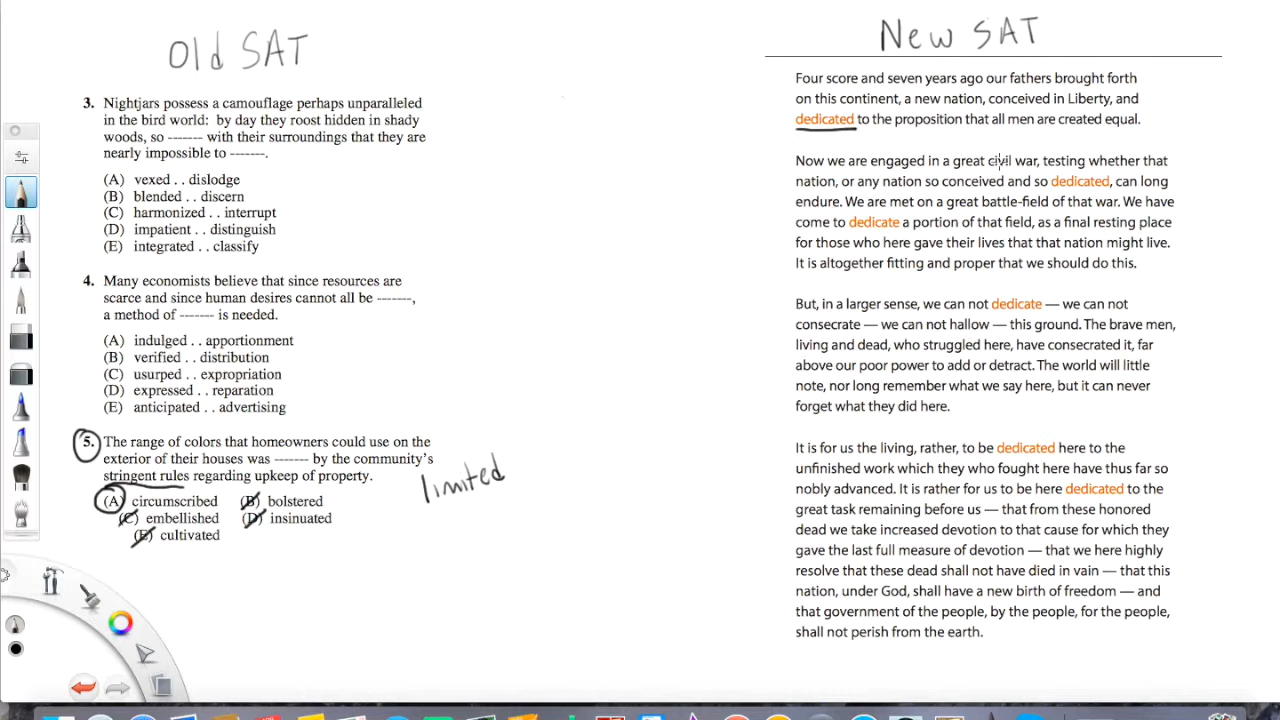 Old SAT
3. Nightjars possess a camouflage perhaps unparalleled
in the bird world: by day they roost hidden in shady
woods, so ------- with their surroundings that they are
nearly impossible to -------.
(A) vexed . . dislodge
(B) blended . . discern
(C) harmonized . . interrupt
(D) impatient . . distinguish
(E) integrated . . classify
4. Many economists believe that since resources are
scarce and since human desires cannot all be -------,
a method of ------- is needed.
(A) indulged . . apportionment
(B) verified . . distribution
(C) usurped . . expropriation
(D) expressed . . reparation
(E) anticipated . . advertising
5. The range of colors that homeowners could use on the
exterior of their houses was ------- by the community's
stringent rules regarding upkeep of property.
limited
(A) circumscribed (B) bolstered
(C) embellished (D) insinuated
(E) cultivated
New SAT
Four score and seven years ago our fathers brought forth
on this continent, a new nation, conceived in Liberty, and
dedicated to the proposition that all men are created equal.
Now we are engaged in a great civil war, testing whether that
nation, or any nation so conceived and so dedicated, can long
endure. We are met on a great battle-field of that war. We have
come to dedicate a portion of that field, as a final resting place
for those who here gave their lives that that nation might live.
It is altogether fitting and proper that we should do this.
But, in a larger sense, we can not dedicate — we can not
consecrate — we can not hallow — this ground. The brave men,
living and dead, who struggled here, have consecrated it, far
above our poor power to add or detract. The world will little
note, nor long remember what we say here, but it can never
forget what they did here.
It is for us the living, rather, to be dedicated here to the
unfinished work which they who fought here have thus far so
nobly advanced. It is rather for us to be here dedicated to the
great task remaining before us — that from these honored
dead we take increased devotion to that cause for which they
gave the last full measure of devotion — that we here highly
resolve that these dead shall not have died in vain — that this
nation, under God, shall have a new birth of freedom — and
that government of the people, by the people, for the people,
shall not perish from the earth.